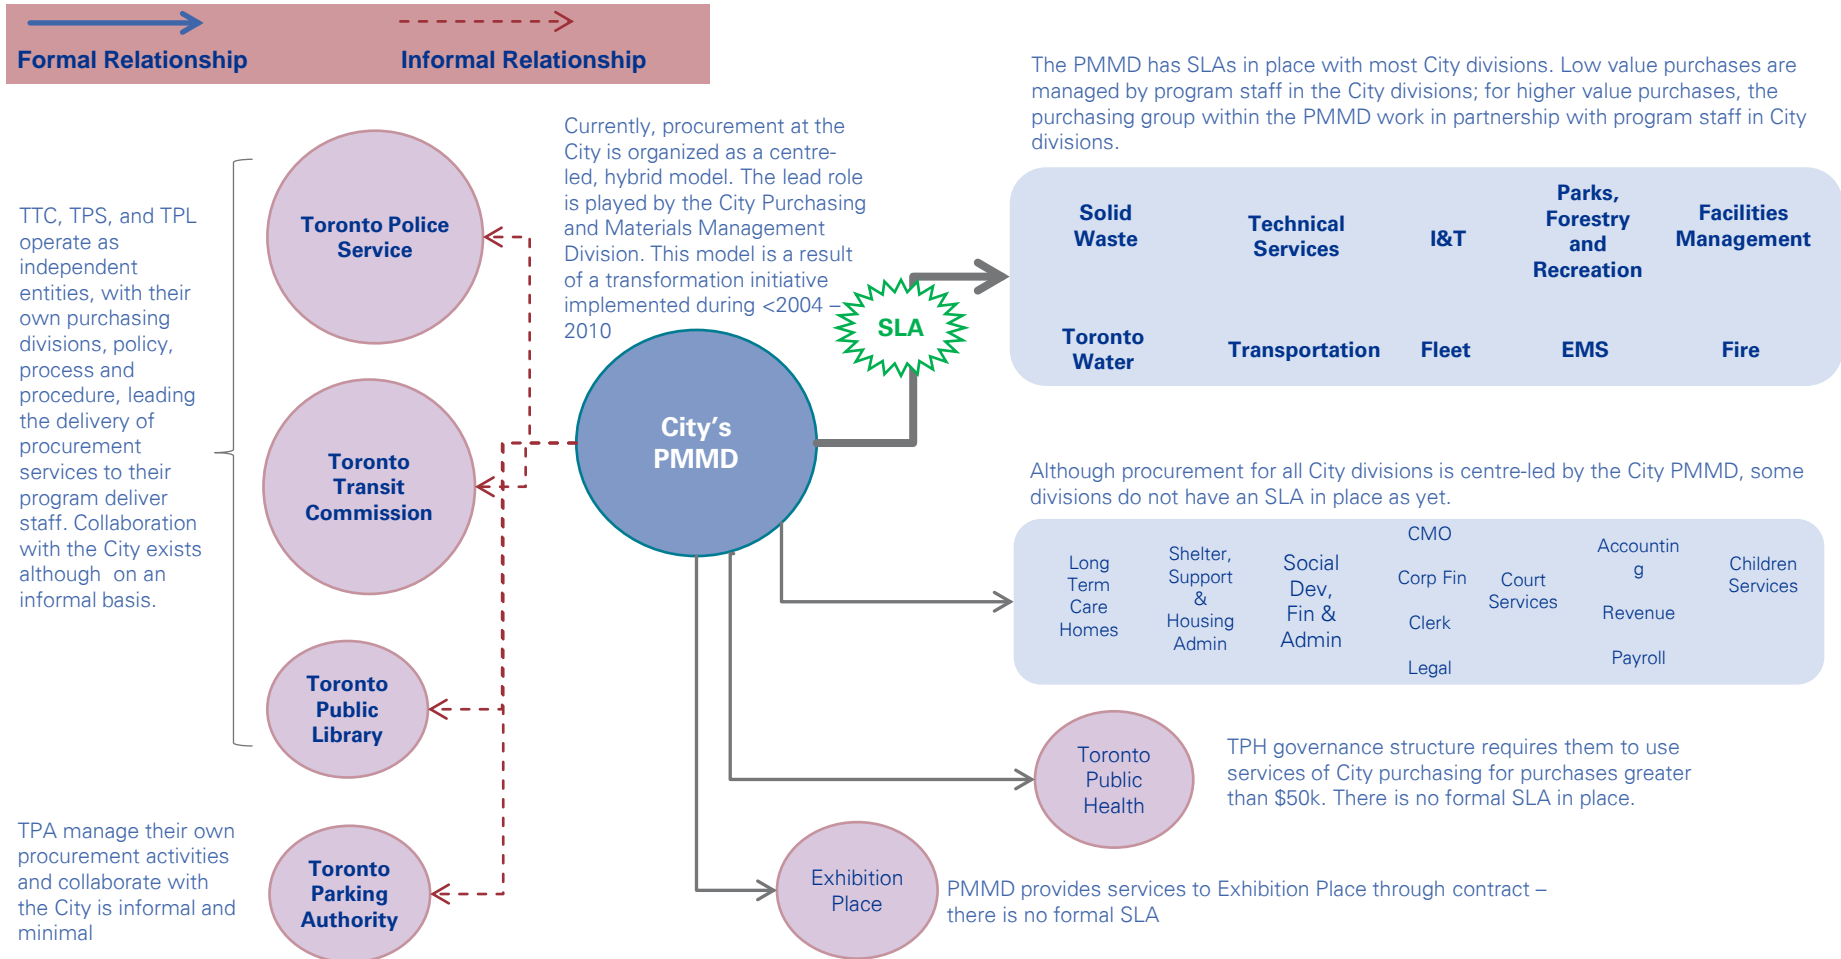 Formal Relationship
Informal Relationship
The PMMD has SLAs in place with most City divisions. Low value purchases are
managed by program staff in the City divisions; for higher value purchases, the
purchasing group within the PMMD work in partnership with program staff in City
divisions.
Currently, procurement at the
City is organized as a centre-
led, hybrid model. The lead role
is played by the City Purchasing
and Materials Management
Division. This model is a result
of a transformation initiative
implemented during <2004 –
2010
TTC, TPS, and TPL
operate as
independent
entities, with their
own purchasing
divisions, policy,
process and
procedure, leading
the delivery of
procurement
services to their
program deliver
staff. Collaboration
with the City exists
although on an
informal basis.
Toronto Police
Service
Toronto
Transit
Commission
Toronto
Public
Library
TPA manage their own
procurement activities
and collaborate with
the City is informal and
minimal
Toronto
Parking
Authority
City's
PMMD
SLA
Solid
Waste
Technical
Services
I&T
Parks,
Forestry
and
Recreation
Facilities
Management
Toronto
Water
Transportation
Fleet
EMS
Fire
Although procurement for all City divisions is centre-led by the City PMMD, some
divisions do not have an SLA in place as yet.
Long
Term
Care
Homes
Shelter,
Support
&
Housing
Admin
Social
Dev,
Fin &
Admin
CMO
Corp Fin
Clerk
Legal
Court
Services
Accountin
g
Revenue
Payroll
Children
Services
Toronto
Public
Health
TPH governance structure requires them to use
services of City purchasing for purchases greater
than $50k. There is no formal SLA in place.
Exhibition
Place
PMMD provides services to Exhibition Place through contract –
there is no formal SLA